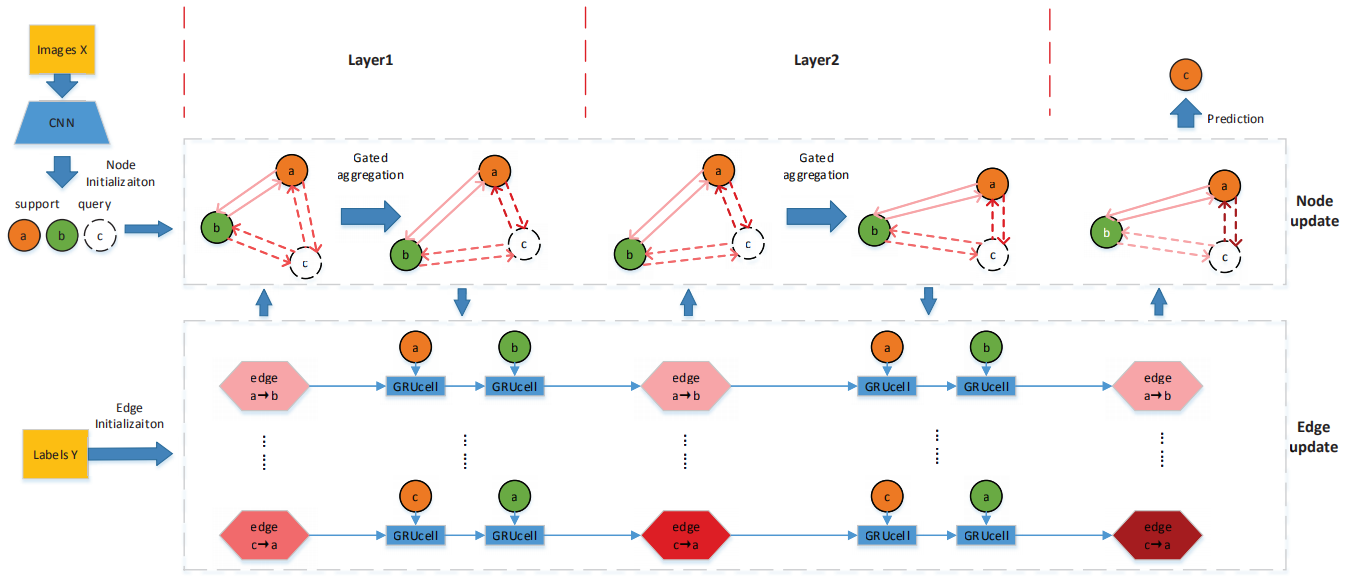 Images X
CNN
Node
Initializaiton
support query
a b c
Layer1
Layer2
c
Prediction
a
b
c
Gated
aggregation
a
b
c
a
b
c
Gated
aggregation
a
b
c
a
b
c
Node
update
Labels Y
Edge
Initializaiton
edge
a→b
a
GRUcell
b
GRUcell
edge
a→b
a
GRUcell
b
GRUcell
edge
a→b
edge
c→a
c
GRUcell
a
GRUcell
edge
c→a
c
GRUcell
a
GRUcell
edge
c→a
Edge
update